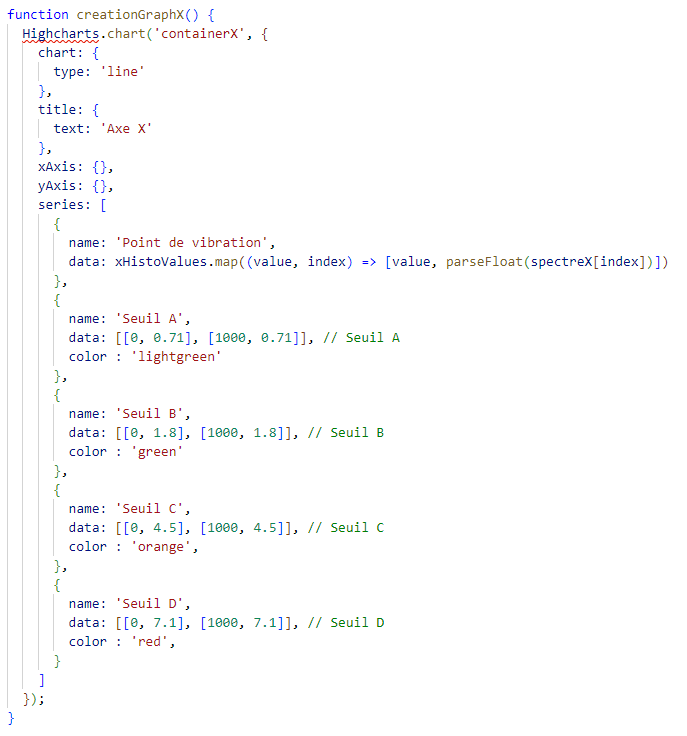 function creationGraphX() {
  Highcharts.chart('containerX', {
    chart: {
      type: 'line'
    },
    title: {
      text: 'Axe X'
    },
    xAxis: {},
    yAxis: {},
    series: [
      {
        name: 'Point de vibration',
        data: xHistoValues.map((value, index) => [value, parseFloat(spectreX[index])])
      },
      {
        name: 'Seuil A',
        data: [[0, 0.71], [1000, 0.71]], // Seuil A
        color : 'lightgreen'
      },
      {
        name: 'Seuil B',
        data: [[0, 1.8], [1000, 1.8]], // Seuil B
        color : 'green'
      },
      {
        name: 'Seuil C',
        data: [[0, 4.5], [1000, 4.5]], // Seuil C
        color : 'orange',
      },
      {
        name: 'Seuil D',
        data: [[0, 7.1], [1000, 7.1]], // Seuil D
        color : 'red',
      }
    ]
  });
}